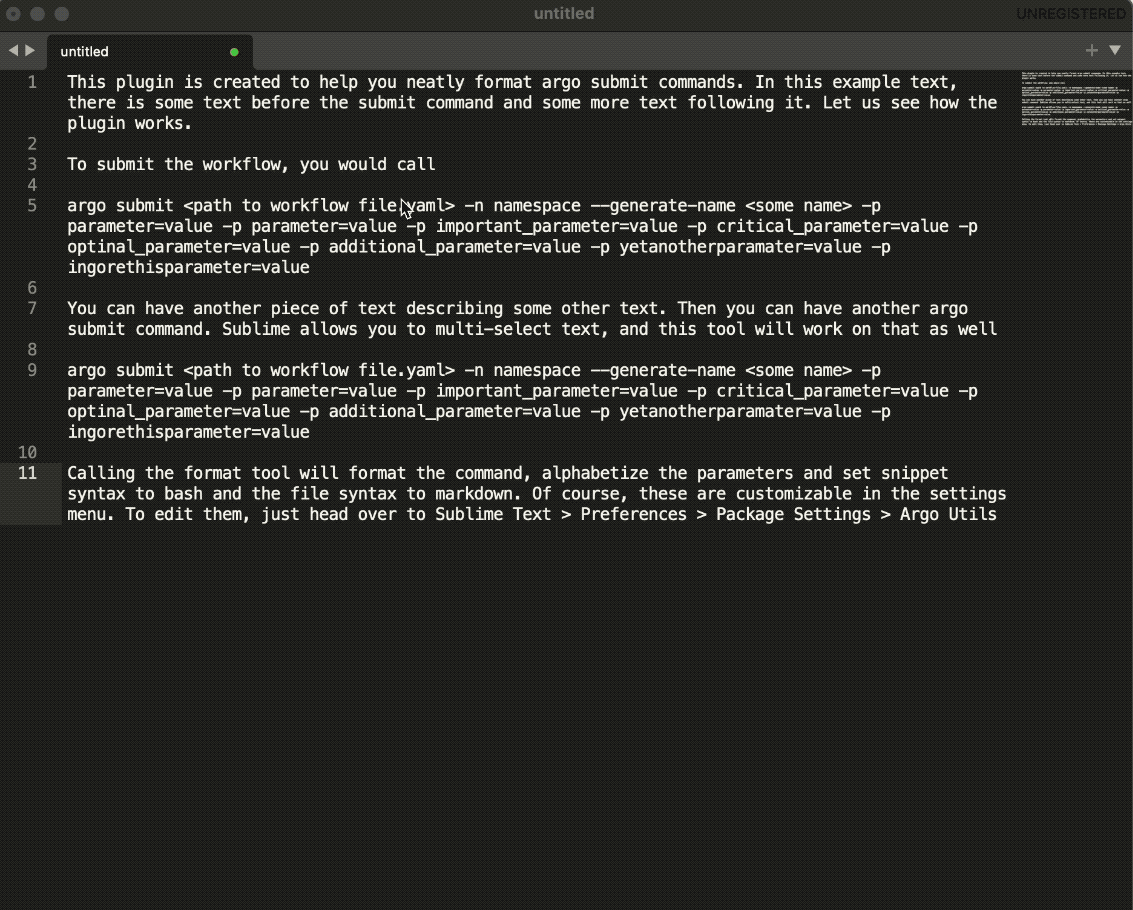 untitled
UNREGISTERED
untitled
1 This plugin is created to help you neatly format argo submit commands. In this example text,
there is some text before the submit command and some more text following it. Let us see how the
plugin works.
2
3 To submit the workflow, you would call
4
5 argo submit <path to workflow file.yaml> -n namespace --generate-name <some name> -p
parameter=value -p parameter=value -p important_parameter=value -p critical_parameter=value -p
optinal_parameter=value -p additional_parameter=value -p yetanotherparamater=value -p
ingorethisparameter=value
6
7 You can have another piece of text describing some other text. Then you can have another argo
submit command. Sublime allows you to multi-select text, and this tool will work on that as well
8
9 argo submit <path to workflow file.yaml> -n namespace --generate-name <some name> -p
parameter=value -p parameter=value -p important_parameter=value -p critical_parameter=value -p
optinal_parameter=value -p additional_parameter=value -p yetanotherparamater=value -p
ingorethisparameter=value
10
11 Calling the format tool will format the command, alphabetize the parameters and set snippet
syntax to bash and the file syntax to markdown. Of course, these are customizable in the settings
menu. To edit them, just head over to Sublime Text > Preferences > Package Settings > Argo Utils